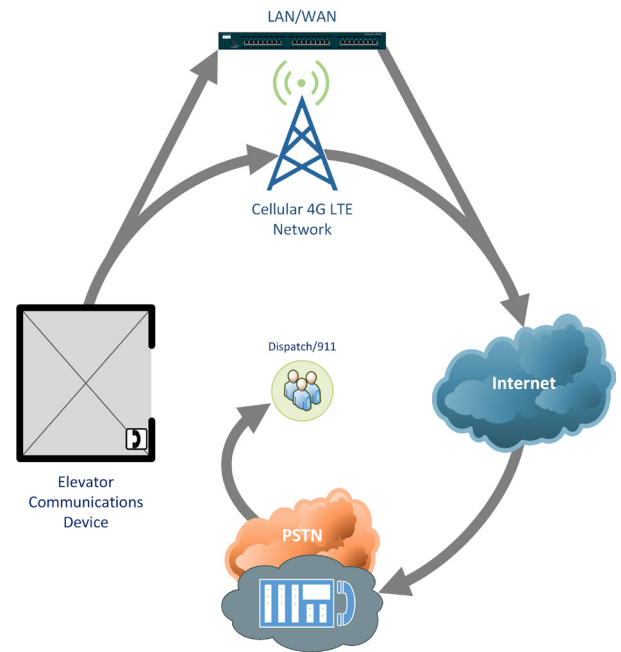 LAN/WAN
Cellular 4G LTE
Network
Dispatch/911
Internet
Elevator
Communications
Device
PSTN